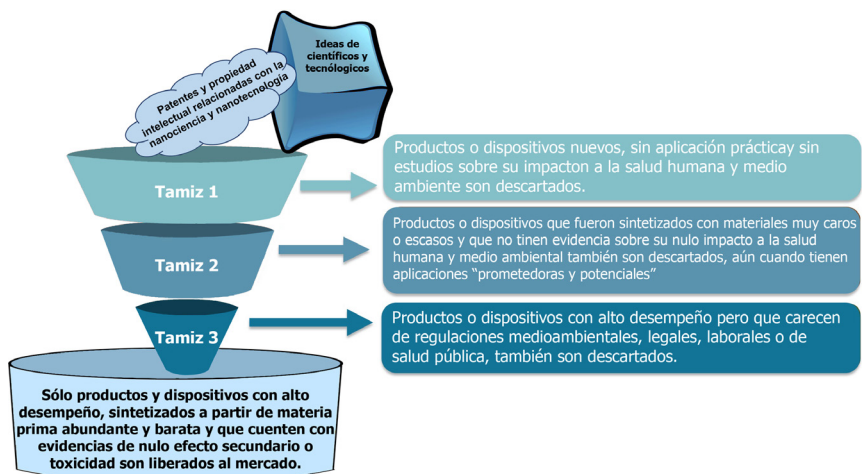 Ideas de
científicos y
tecnólogicos
Patentes y propiedad
intelectual relacionadas con la
nanociencia y nanotecnología
Tamiz 1
Productos o dispositivos nuevos, sin aplicación prácticay sin
estudios sobre su impacton a la salud humana y medio
ambiente son descartados.
Tamiz 2
Productos o dispositivos que fueron sintetizados con materiales muy caros
o escasos y que no tinen evidencia sobre su nulo impacto a la salud
humana y medio ambiental también son descartados, aún cuando tienen
aplicaciones “prometedoras y potenciales”
Tamiz 3
Productos o dispositivos con alto desempeño pero que carecen
de regulaciones medioambientales, legales, laborales o de
salud pública, también son descartados.
Sólo productos y dispositivos con alto
desempeño, sintetizados a partir de materia
prima abundante y barata y que cuenten con
evidencias de nulo efecto secundario o
toxicidad son liberados al mercado.